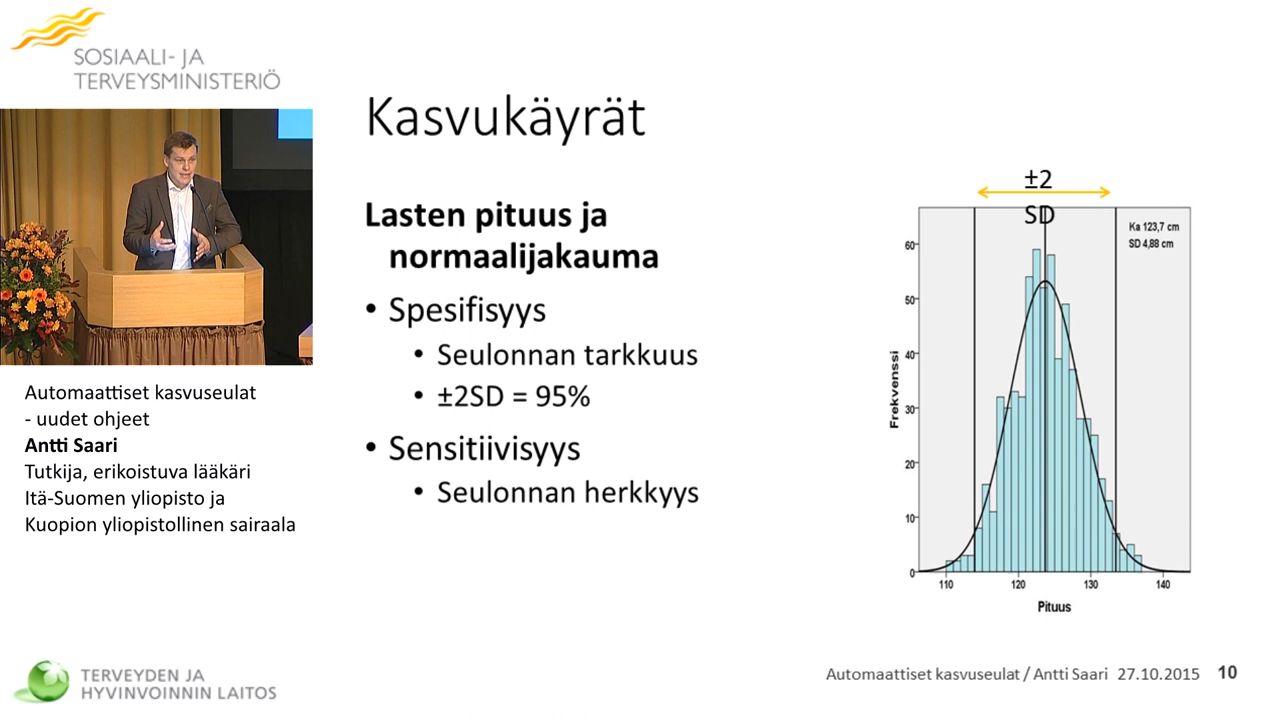 SOSIAALI- JA
TERVEYSMINISTERIÖ
Kasvukäyrät
Lasten pituus ja
normaalijakauma
• Spesifisyys
• Seulonnan tarkkuus
• ±2SD = 95%
• Sensitiivisyys
• Seulonnan herkkyys
±2
SD
Ka 123,7 cm
SD 4,88 cm
Frekvenssi
60
50
40
30
20
10
0
110 120 130 140
Pituus
Automaattiset kasvuseulat
- uudet ohjeet
Antti Saari
Tutkija, erikoistuva lääkäri
Itä-Suomen yliopisto ja
Kuopion yliopistollinen sairaala
TERVEYDEN JA
HYVINVOINNIN LAITOS
Automaattiset kasvuseulat / Antti Saari 27.10.2015 10